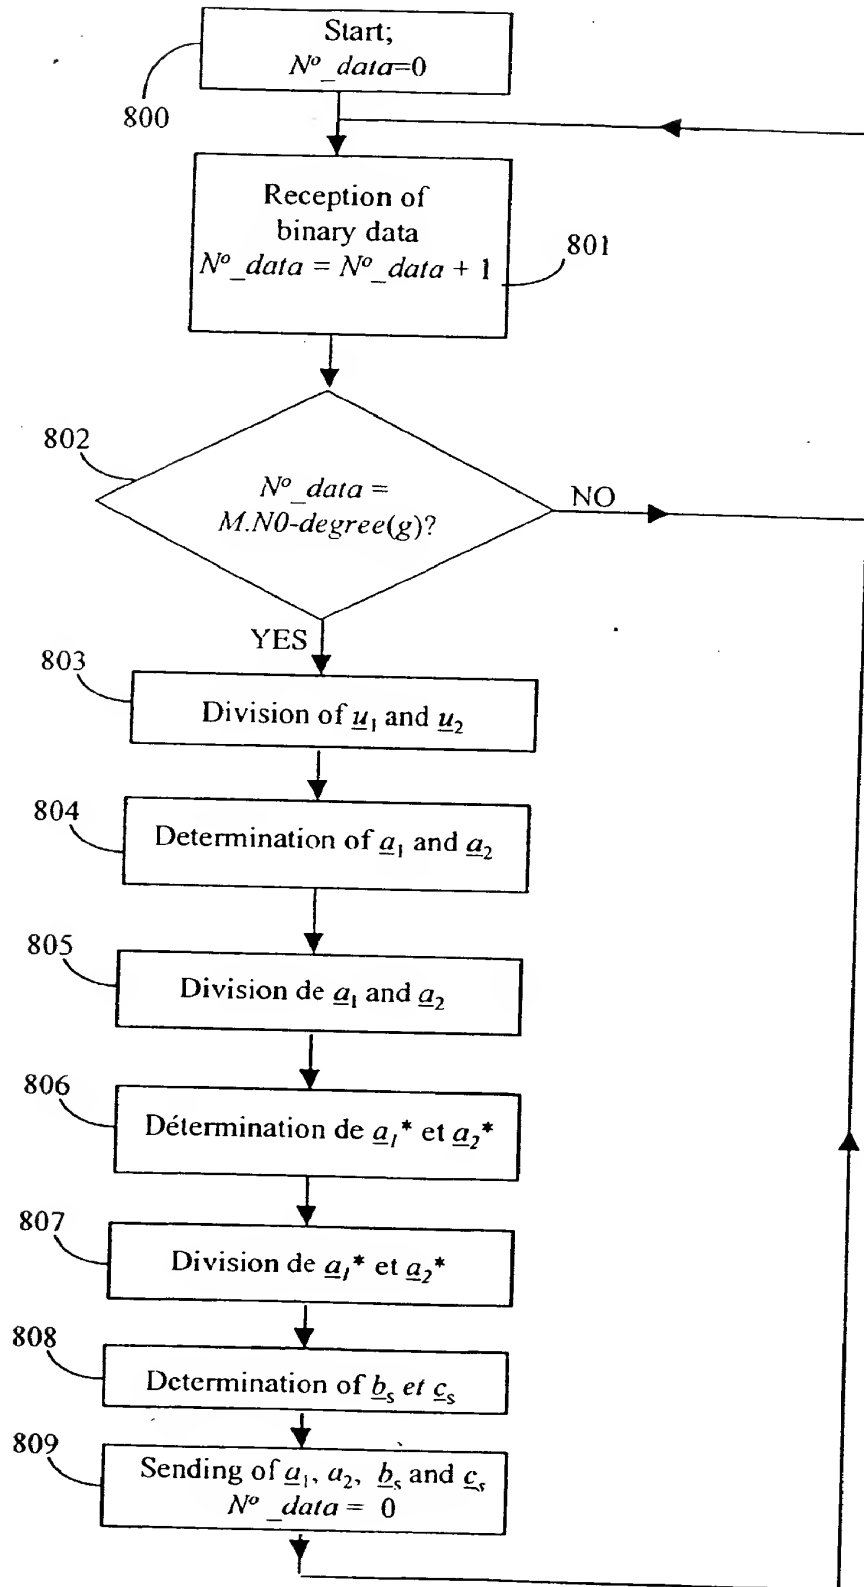 Start;
N°_data=0
800
Reception of
binary data
N°_data = N°_data + 1
801
802
N°_data =
M.N0-degree(g)?
NO
YES
803
Division of u₁ and u₂
804
Determination of a₁ and a₂
805
Division de a₁ and a₂
806
Détermination de a₁* et a₂*
807
Division de a₁* et a₂*
808
Determination of bₛ et cₛ
809
Sending of a₁, a₂, bₛ and cₛ
N°_data = 0